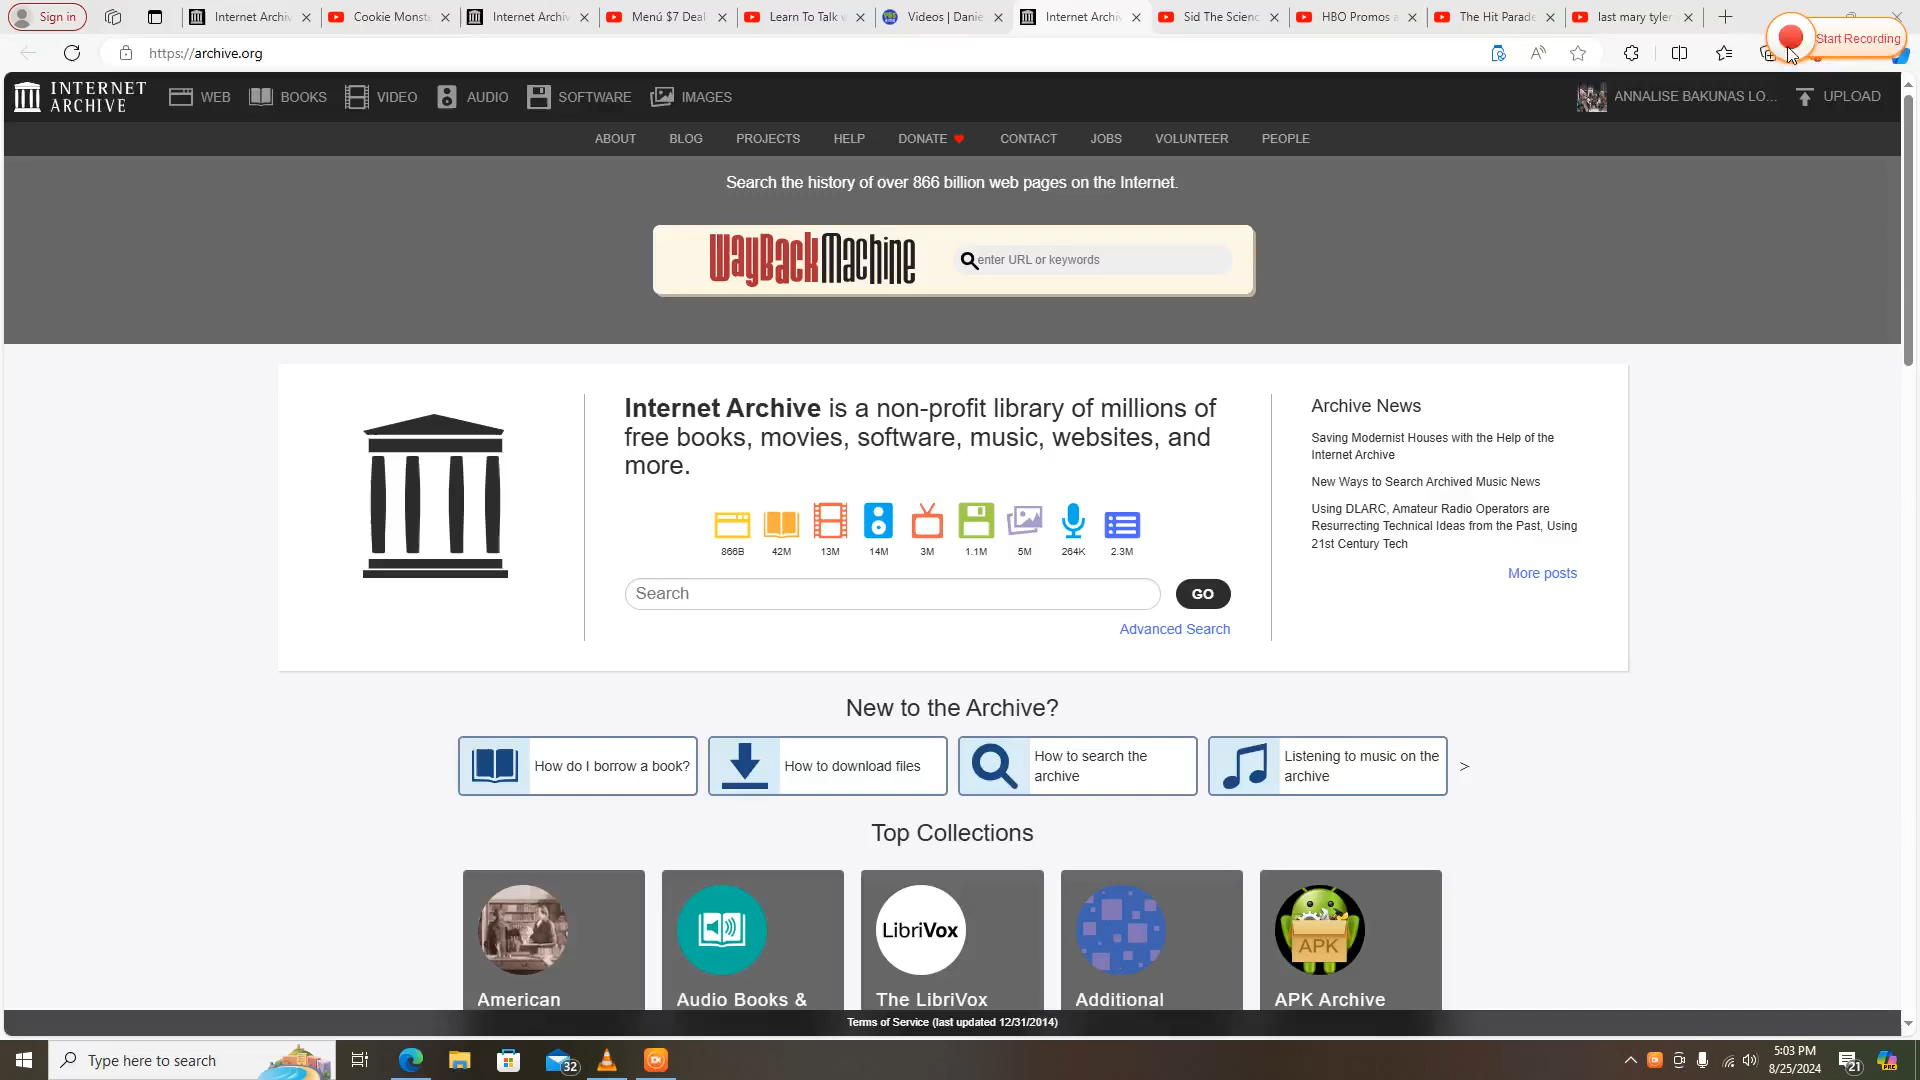 Sign in
Internet Archiv
Cookie Monst
Internet Archiv
Menú $7 Deal
Learn To Talk w
Videos | Danie
Internet Archiv
Sid The Scienc
HBO Promos a
The Hit Parade
last mary tyler
Start Recording
https://archive.org
INTERNET ARCHIVE
WEB
BOOKS
VIDEO
AUDIO
SOFTWARE
IMAGES
ANNALISE BAKUNAS LO...
UPLOAD
ABOUT
BLOG
PROJECTS
HELP
DONATE
CONTACT
JOBS
VOLUNTEER
PEOPLE
Search the history of over 866 billion web pages on the Internet.
WayBackMachine
enter URL or keywords
Internet Archive is a non-profit library of millions of
free books, movies, software, music, websites, and
more.
866B
42M
13M
14M
3M
1.1M
5M
264K
2.3M
Search
GO
Advanced Search
Archive News
Saving Modernist Houses with the Help of the
Internet Archive
New Ways to Search Archived Music News
Using DLARC, Amateur Radio Operators are
Resurrecting Technical Ideas from the Past, Using
21st Century Tech
More posts
New to the Archive?
How do I borrow a book?
How to download files
How to search the
archive
Listening to music on the
archive
>
Top Collections
LibriVox
APK
American
Audio Books &
The LibriVox
Additional
APK Archive
Terms of Service (last updated 12/31/2014)
Type here to search
32
5:03 PM
8/25/2024
21
PRE